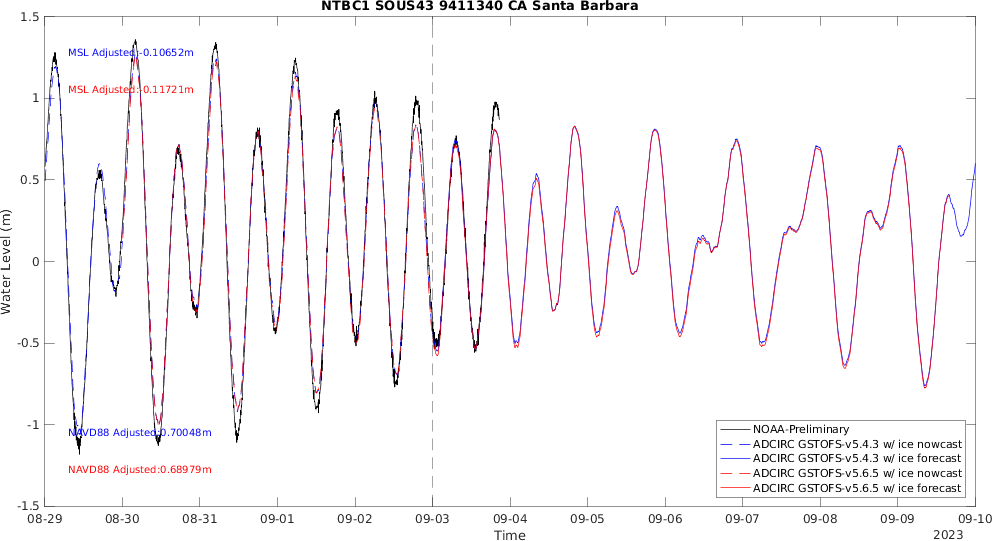 NTBC1 SOUS43 9411340 CA Santa Barbara
1.5
1
0.5
0
-0.5
-1
-1.5
Water Level (m)
MSL Adjusted:-0.10652m
MSL Adjusted:-0.11721m
NAVD88 Adjusted:0.70048m
NAVD88 Adjusted:0.68979m
NOAA-Preliminary
ADCIRC GSTOFS-v5.4.3 w/ ice nowcast
ADCIRC GSTOFS-v5.4.3 w/ ice forecast
ADCIRC GSTOFS-v5.6.5 w/ ice nowcast
ADCIRC GSTOFS-v5.6.5 w/ ice forecast
08-29 08-30 08-31 09-01 09-02 09-03 09-04 09-05 09-06 09-07 09-08 09-09 09-10
Time
2023